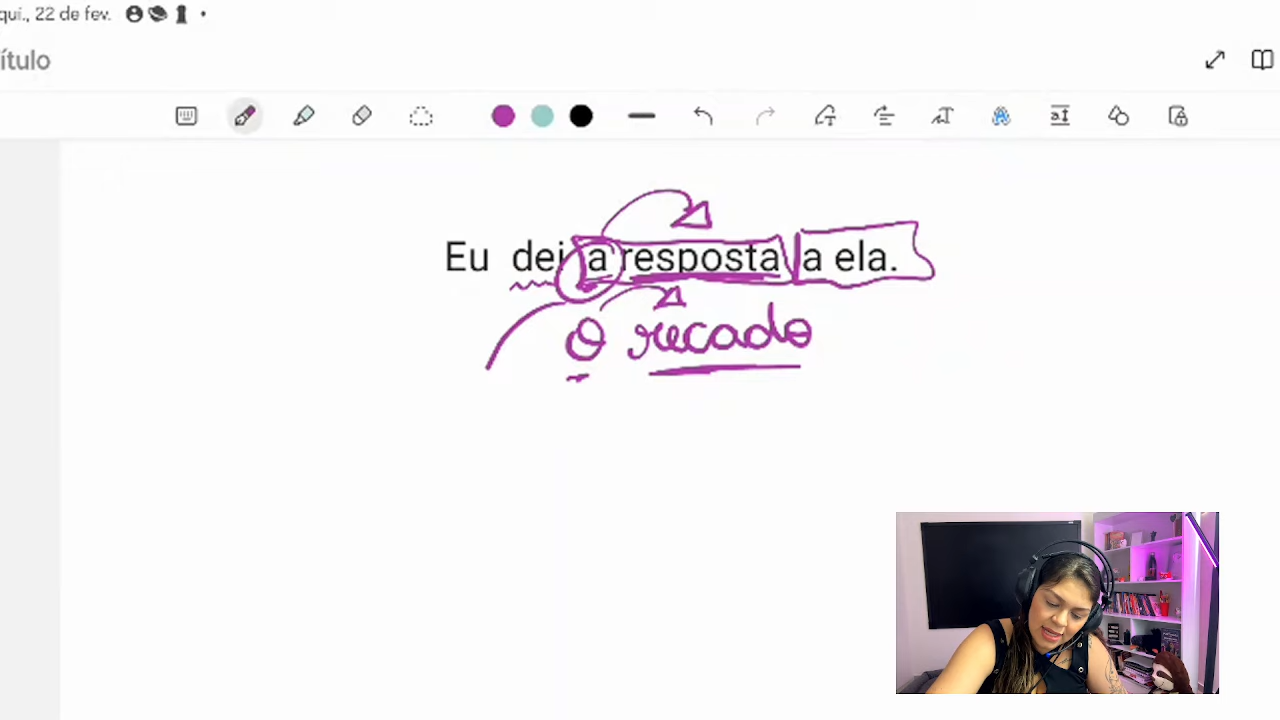 qui., 22 de fev.
ítulo
Eu dei a resposta a ela.
o recado